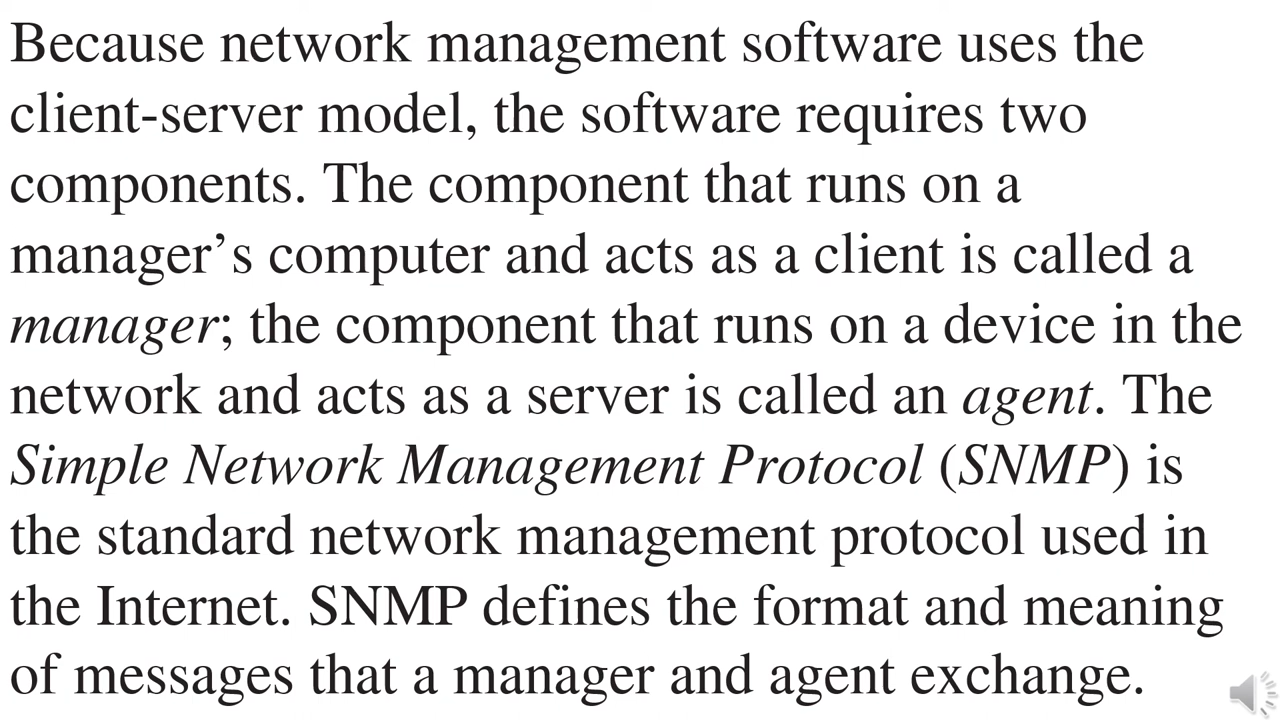 Because network management software uses the
client-server model, the software requires two
components. The component that runs on a
manager’s computer and acts as a client is called a
manager; the component that runs on a device in the
network and acts as a server is called an agent. The
Simple Network Management Protocol (SNMP) is
the standard network management protocol used in
the Internet. SNMP defines the format and meaning
of messages that a manager and agent exchange.